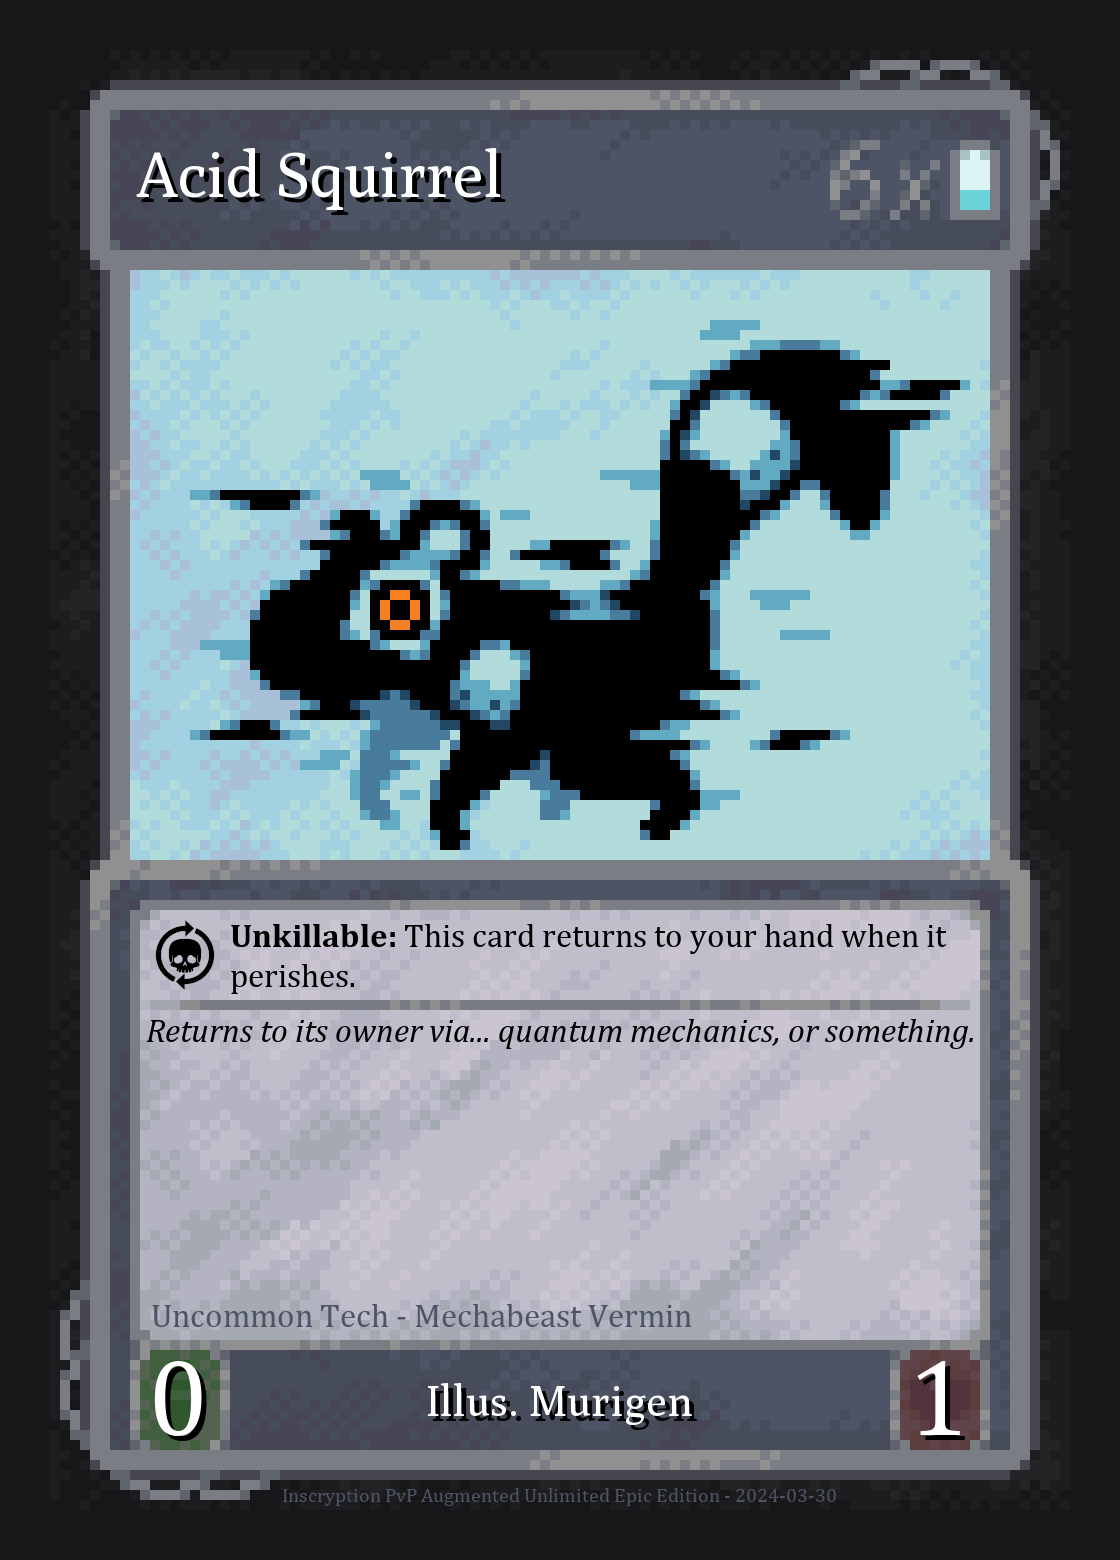 Acid Squirrel 6x
Unkillable: This card returns to your hand when it
perishes.
Returns to its owner via... quantum mechanics, or something.
Uncommon Tech - Mechabeast Vermin
0 Illus. Murigen 1
Inscryption PvP Augmented Unlimited Epic Edition - 2024-03-30